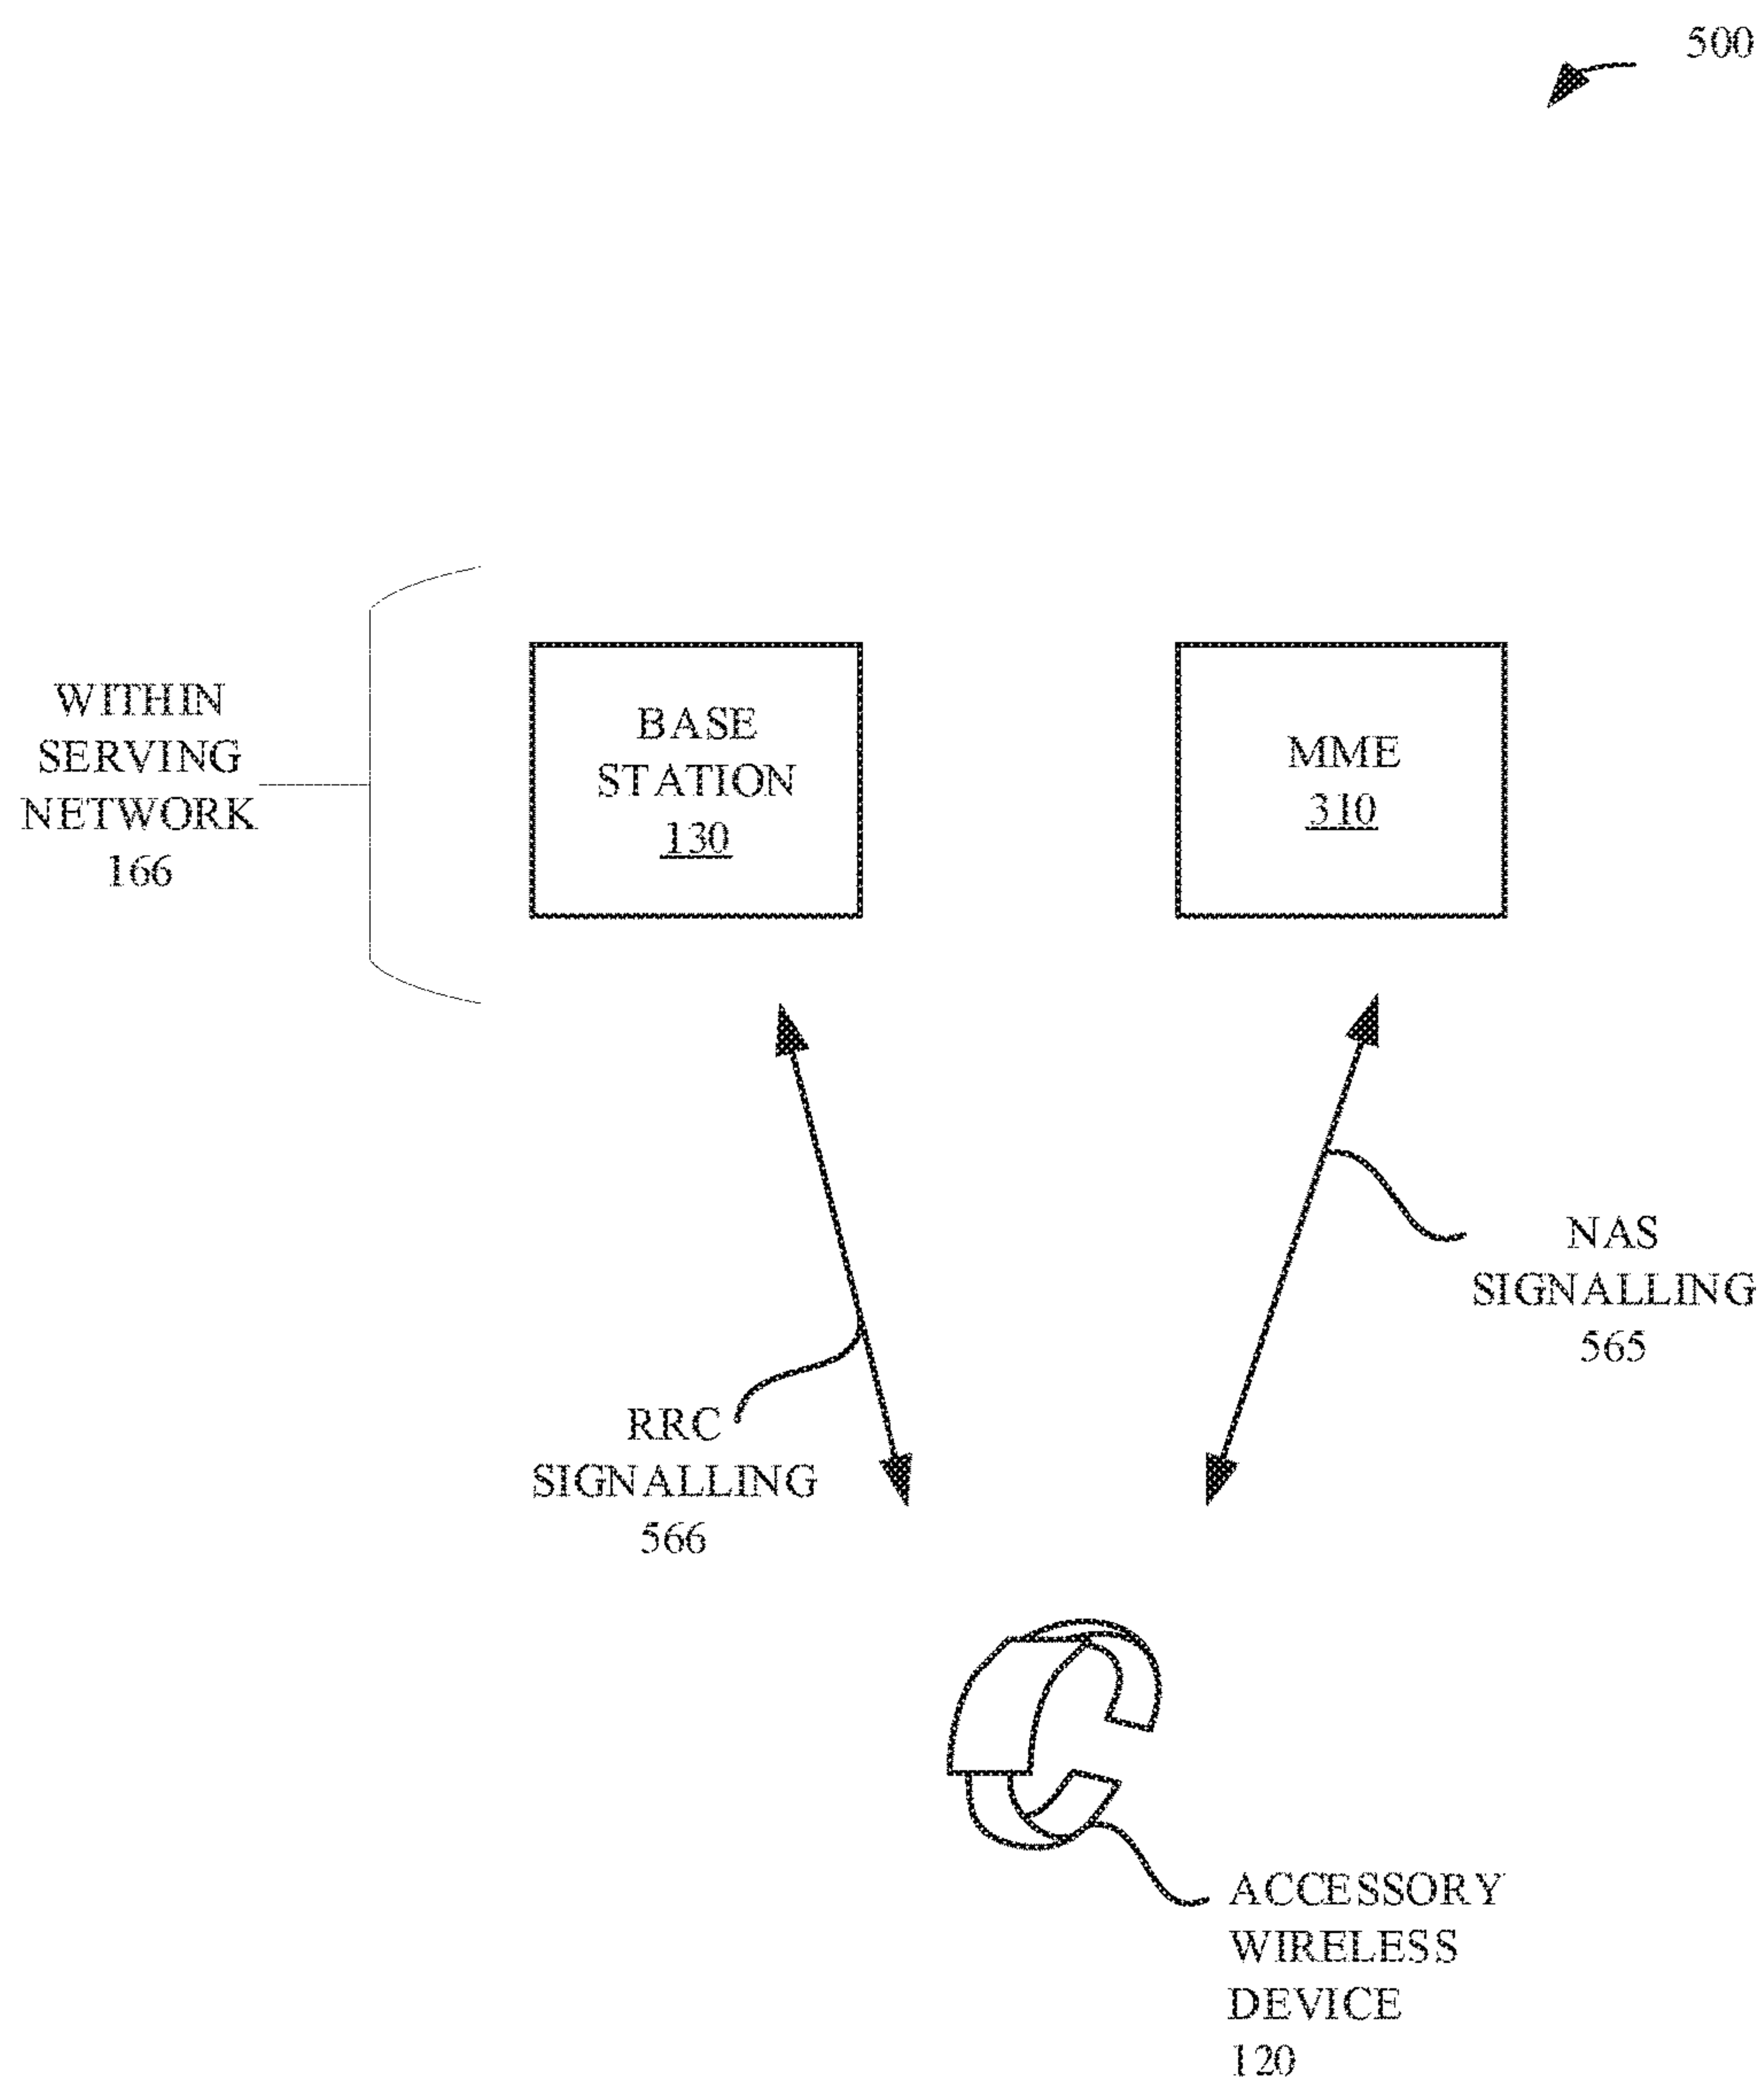 500
WITHIN
SERVING
NETWORK
166
BASE
STATION
130
MME
310
NAS
SIGNALLING
565
RRC
SIGNALLING
566
ACCESSORY
WIRELESS
DEVICE
120